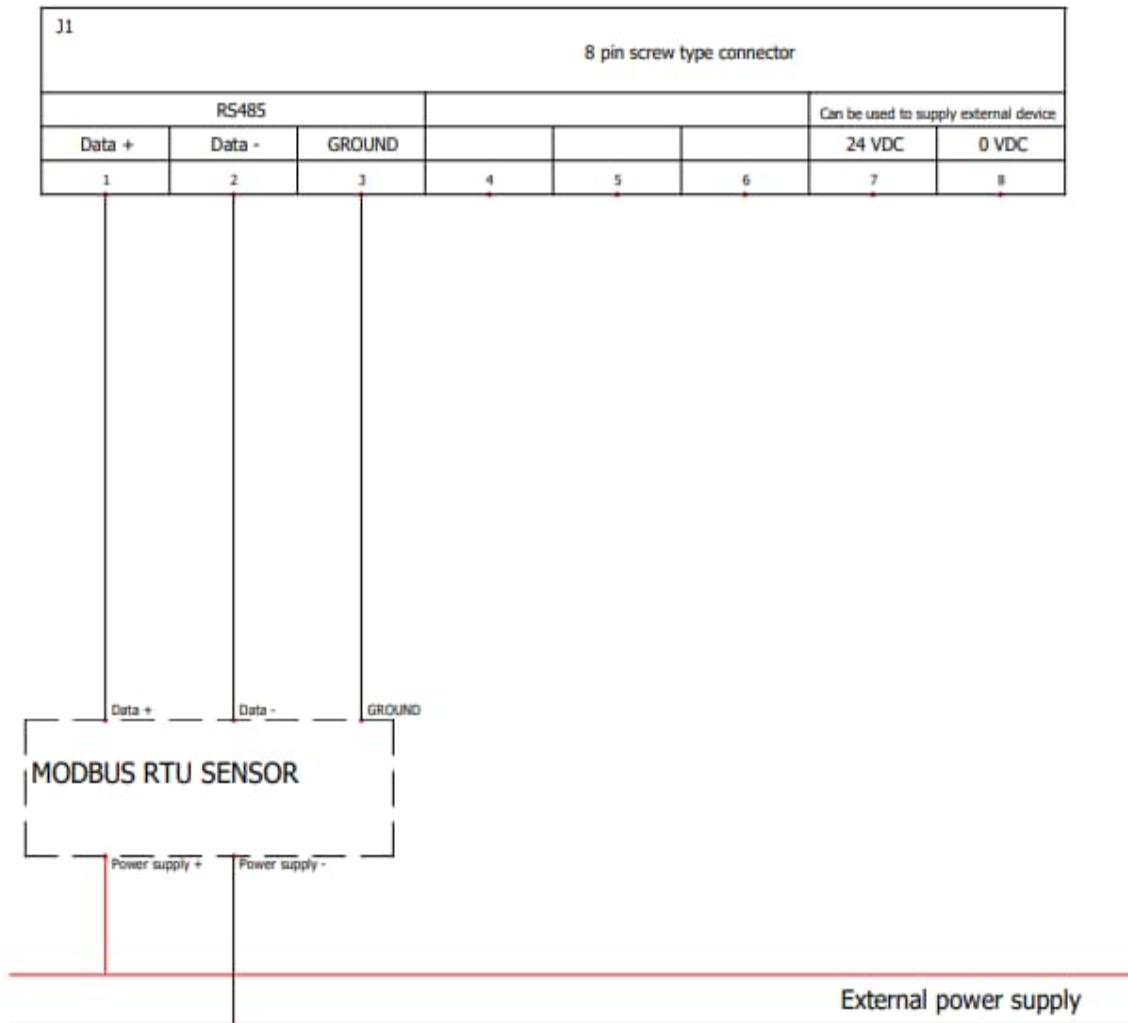 J1
8 pin screw type connector
RS485
Can be used to supply external device
Data + Data - GROUND 24 VDC 0 VDC
1 2 3 4 5 6 7 8
Data + Data - GROUND
MODBUS RTU SENSOR
Power supply + Power supply -
External power supply